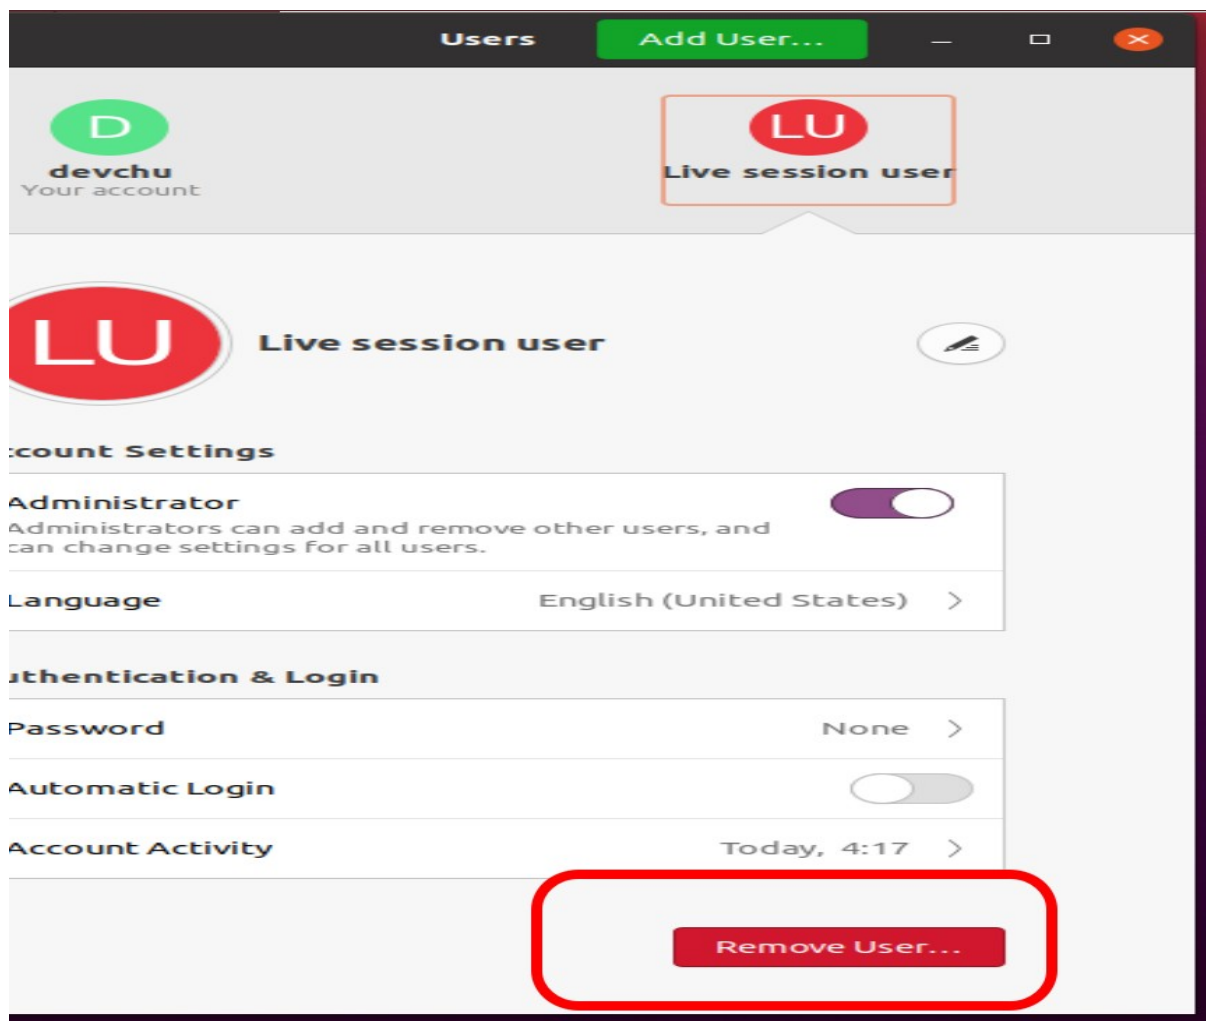 Users
Add User...
D
devchu
Your account
LU
Live session user
LU
Live session user
ccount Settings
Administrator
Administrators can add and remove other users, and
can change settings for all users.
Language
English (United States)
uthentication & Login
Password
None
Automatic Login
Account Activity
Today, 4:17
Remove User...